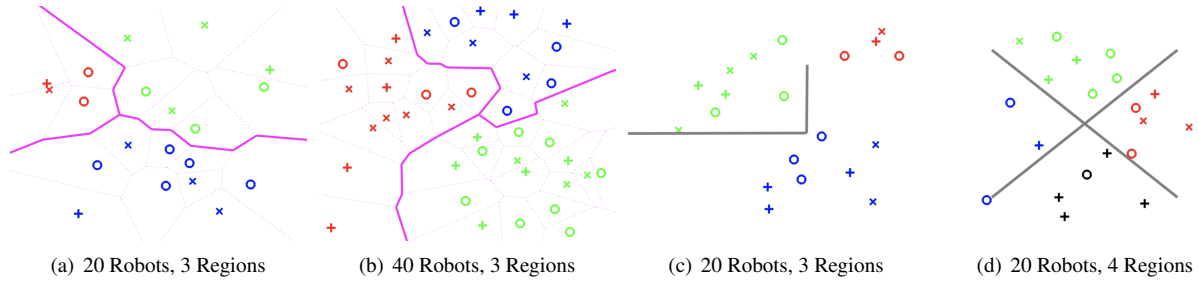 (a) 20 Robots, 3 Regions
(b) 40 Robots, 3 Regions
(c) 20 Robots, 3 Regions
(d) 20 Robots, 4 Regions